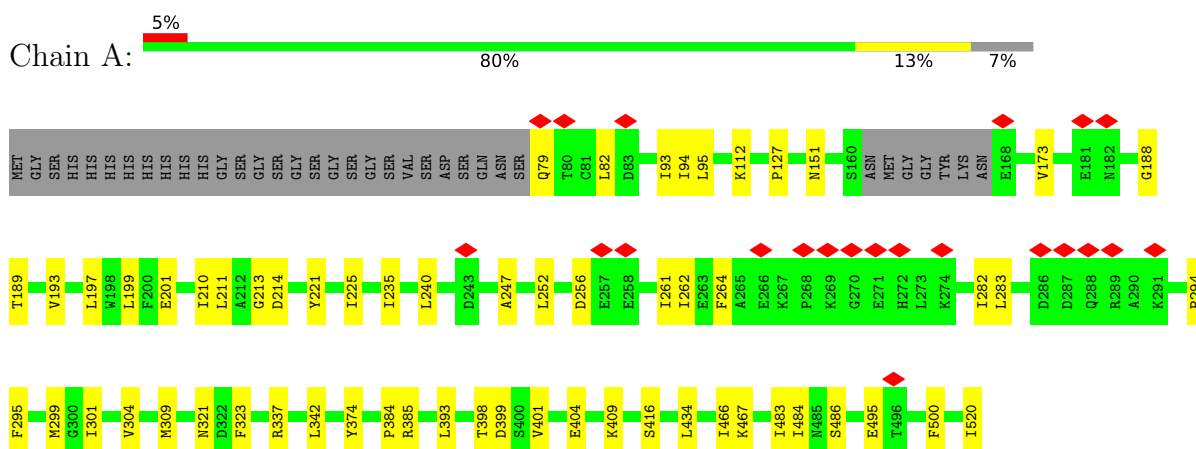 5%
Chain A:
80% 13% 7%
MET GLY SER HIS HIS HIS HIS HIS HIS HIS HIS HIS HIS GLY SER GLY SER GLY SER GLY SER GLY SER VAL SER ASP SER GLN ASN SER Q79 T80 C81 L82 D83 I93 I94 L95 K112 P127 N151 S160 ASN MET GLY GLY TYR LYS ASN E168 V173 E181 N182 G188
T189 V193 L197 W198 L199 F200 E201 I210 L211 A212 G213 D214 Y221 I225 I235 L240 D243 A247 L252 D256 E257 E258 I261 I262 E263 F264 A265 E266 K267 P268 K269 G270 E271 H272 L273 K274 I282 L283 D286 D287 Q288 R289 A290 K291
F295 M299 G300 I301 V304 M309 N321 D322 F323 R337 L342 Y374 P384 R385 L393 T398 D399 S400 V401 E404 K409 S416 L434 I466 K467 I483 I484 N485 S486 E495 T496 F500 I520